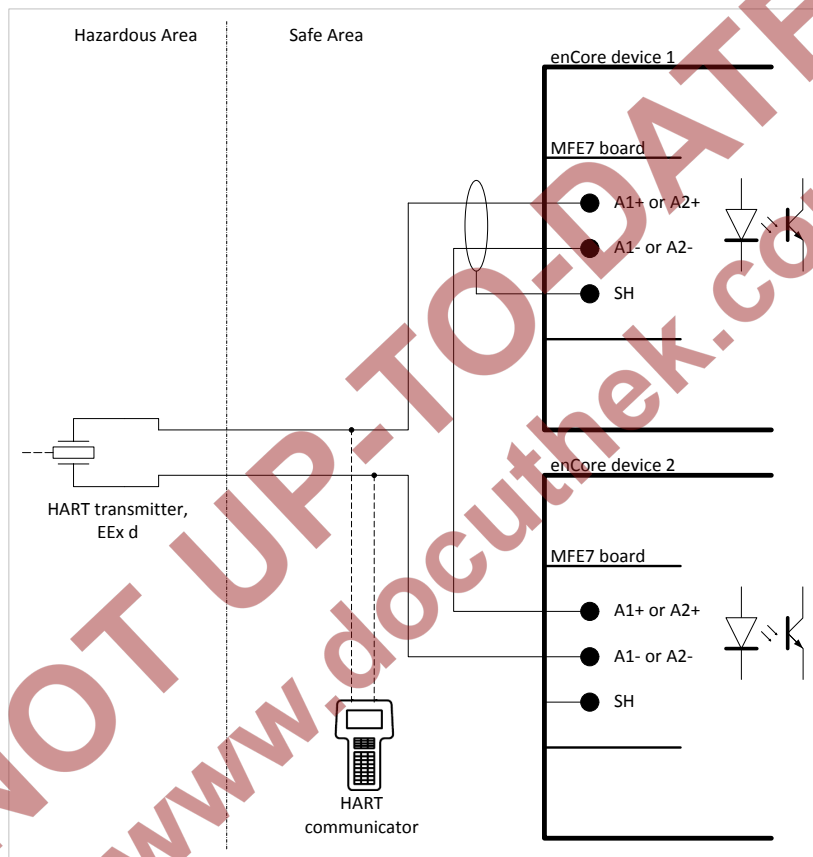 Hazardous Area
Safe Area
enCore device 1
MFE7 board
A1+ or A2+
A1- or A2-
SH
HART transmitter,
EEx d
enCore device 2
MFE7 board
A1+ or A2+
A1- or A2-
SH
HART
communicator
NOT UP-TO-DATE
www.docuthek.co